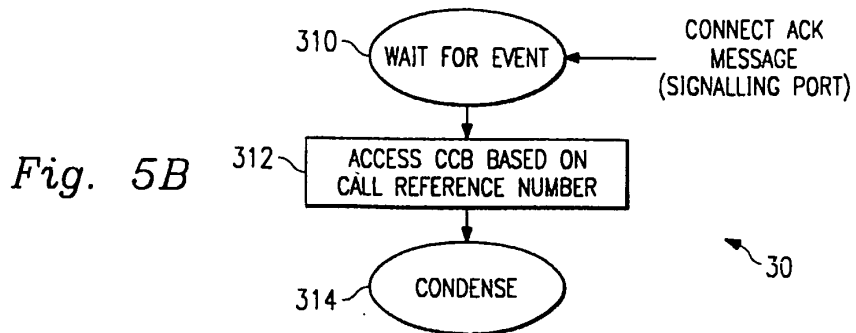 310
WAIT FOR EVENT
CONNECT ACK
MESSAGE
(SIGNALLING PORT)
Fig. 5B
312
ACCESS CCB BASED ON
CALL REFERENCE NUMBER
30
314
CONDENSE